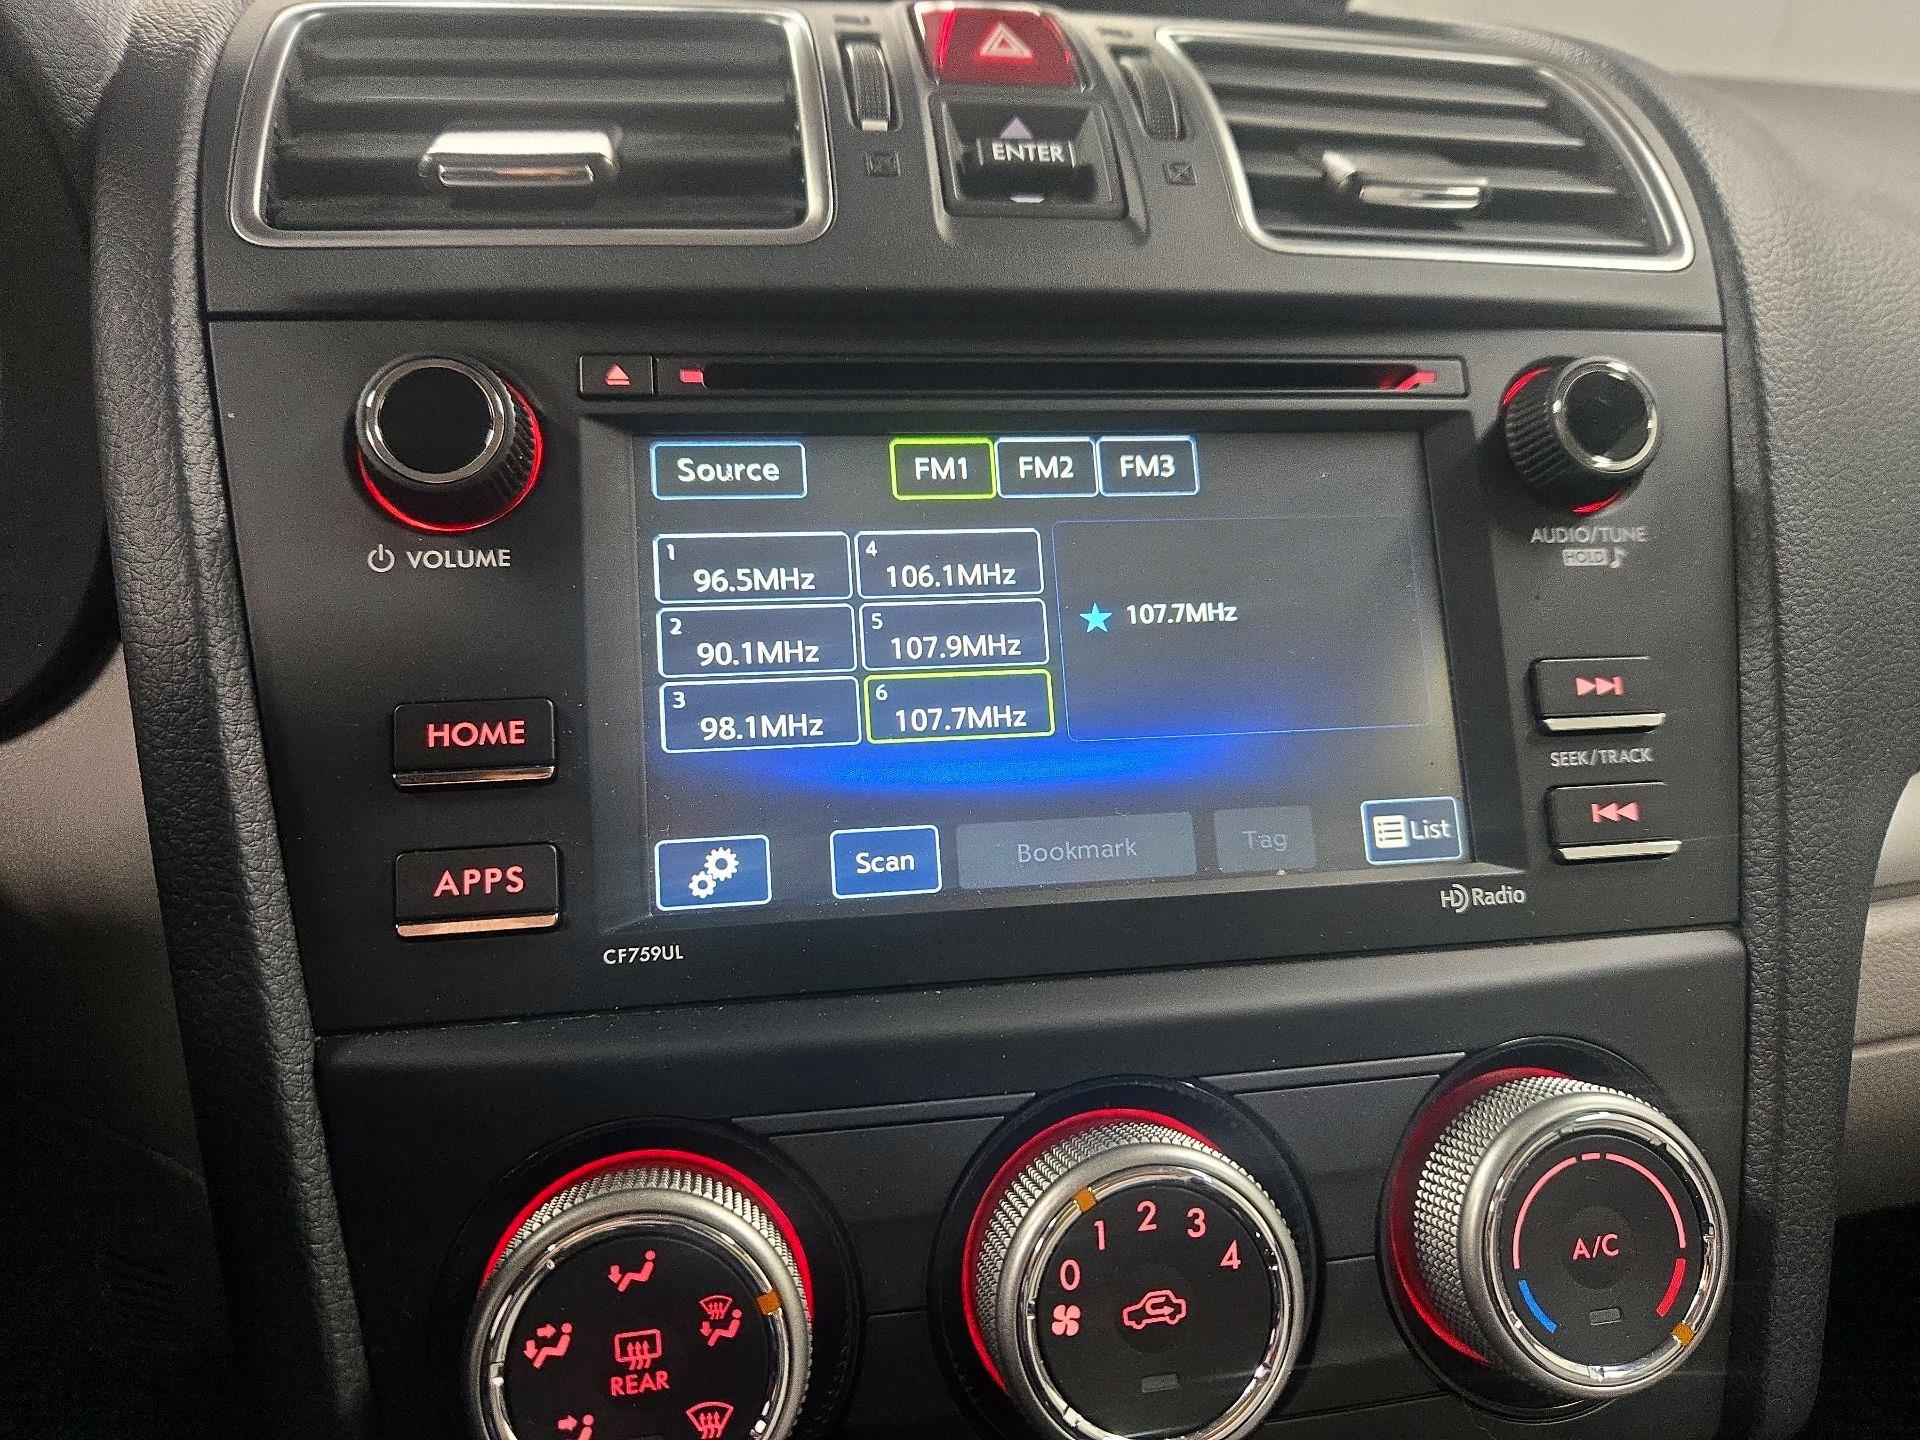 ENTER
Source
FM1
FM2
FM3
1
96.5MHz
4
106.1MHz
2
90.1MHz
5
107.9MHz
3
98.1MHz
6
107.7MHz
107.7MHz
Scan
Bookmark
Tag
List
VOLUME
HOME
APPS
AUDIO/TUNE
HOLD
SEEK/TRACK
HD Radio
CF759UL
REAR
0
1
2
3
4
A/C